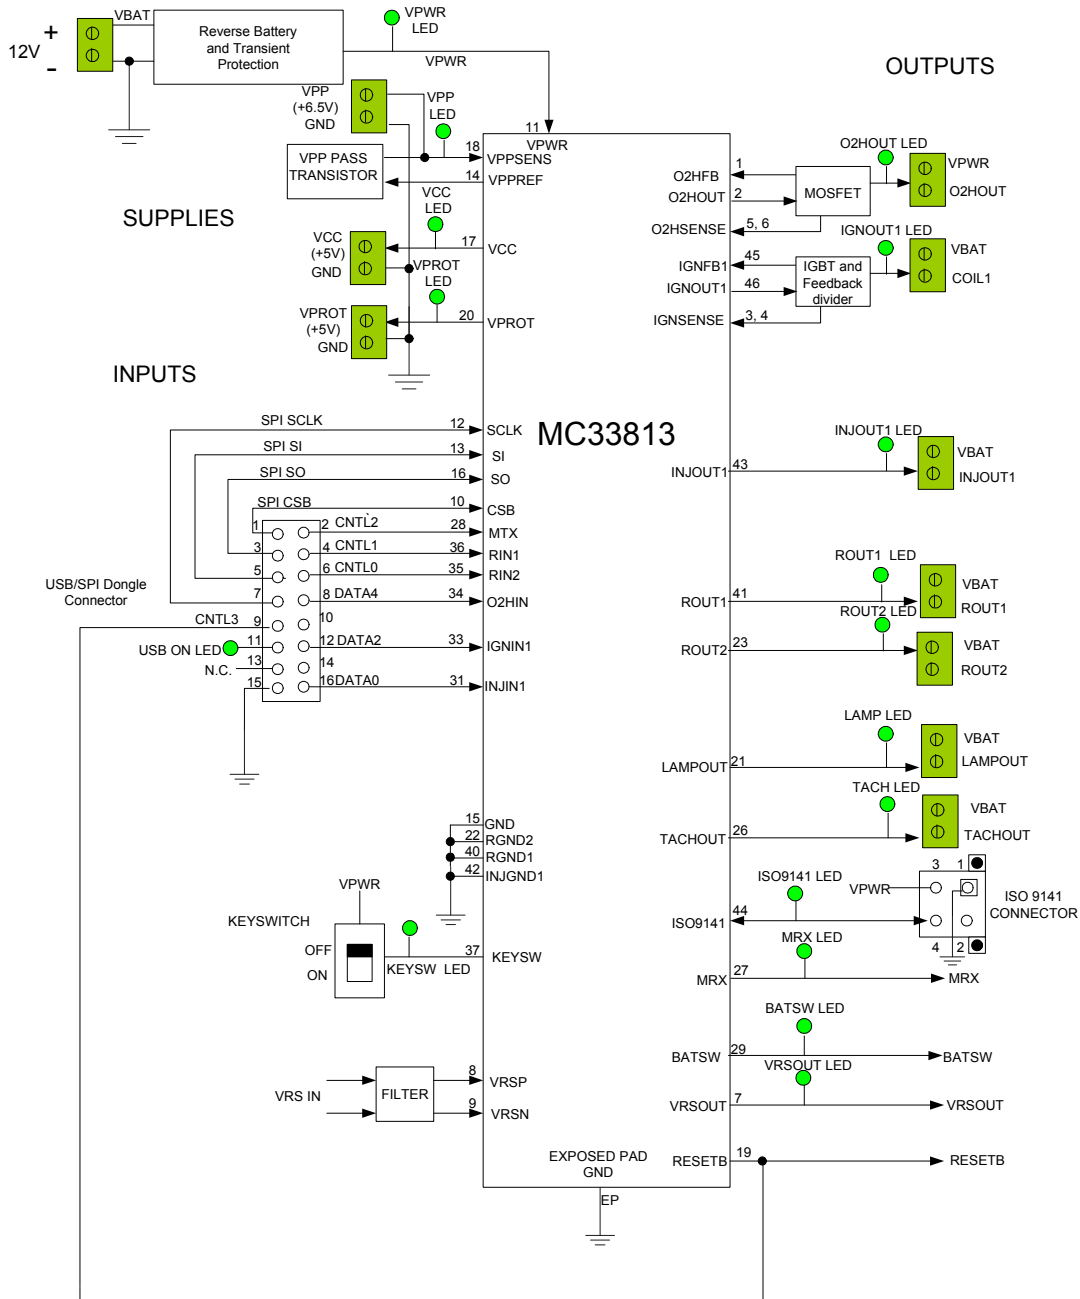 VBAT
+
12V
-
Reverse Battery
and Transient
Protection
VPWR
LED
VPWR
OUTPUTS
VPP
(+6.5V)
GND
VPP
LED
11
VPWR
VPP PASS
TRANSISTOR
18
VPPSENS
14
VPPREF
SUPPLIES
VCC
LED
VCC
(+5V)
GND
17
VCC
VPROT
LED
VPROT
(+5V)
GND
20
VPROT
O2HOUT LED
1
O2HFB
O2HOUT
2
MOSFET
VPWR
O2HOUT
O2HSENSE
5, 6
IGNOUT1 LED
IGNFB1
45
IGNOUT1
46
IGBT and
Feedback
divider
VBAT
COIL1
IGNSENSE
3, 4
INPUTS
MC33813
SPI SCLK
12
SCLK
SPI SI
13
SI
SPI SO
16
SO
SPI CSB
10
CSB
1
2
CNTL2`
28
MTX
3
4
CNTL1
36
RIN1
5
6
CNTL0
35
RIN2
USB/SPI Dongle
Connector
7
8
DATA4
34
O2HIN
CNTL3
9
10
USB ON LED
11
12
DATA2
33
IGNIN1
N.C.
13
14
15
16
DATA0
31
INJIN1
INJOUT1 LED
INJOUT1
43
VBAT
INJOUT1
ROUT1 LED
ROUT1
41
VBAT
ROUT1
ROUT2 LED
ROUT2
23
VBAT
ROUT2
LAMP LED
LAMPOUT
21
VBAT
LAMPOUT
TACH LED
TACHOUT
26
VBAT
TACHOUT
15
GND
22
RGND2
40
RGND1
42
INJGND1
VPWR
KEYSWITCH
OFF
ON
KEYSW LED
37
KEYSW
ISO9141 LED
ISO9141
44
VPWR
3
1
4
2
ISO 9141
CONNECTOR
MRX LED
MRX
27
MRX
BATSW LED
BATSW
29
BATSW
VRSOUT LED
VRSOUT
7
VRSOUT
VRS IN
FILTER
8
VRSP
9
VRSN
RESETB
19
RESETB
EXPOSED PAD
GND
EP